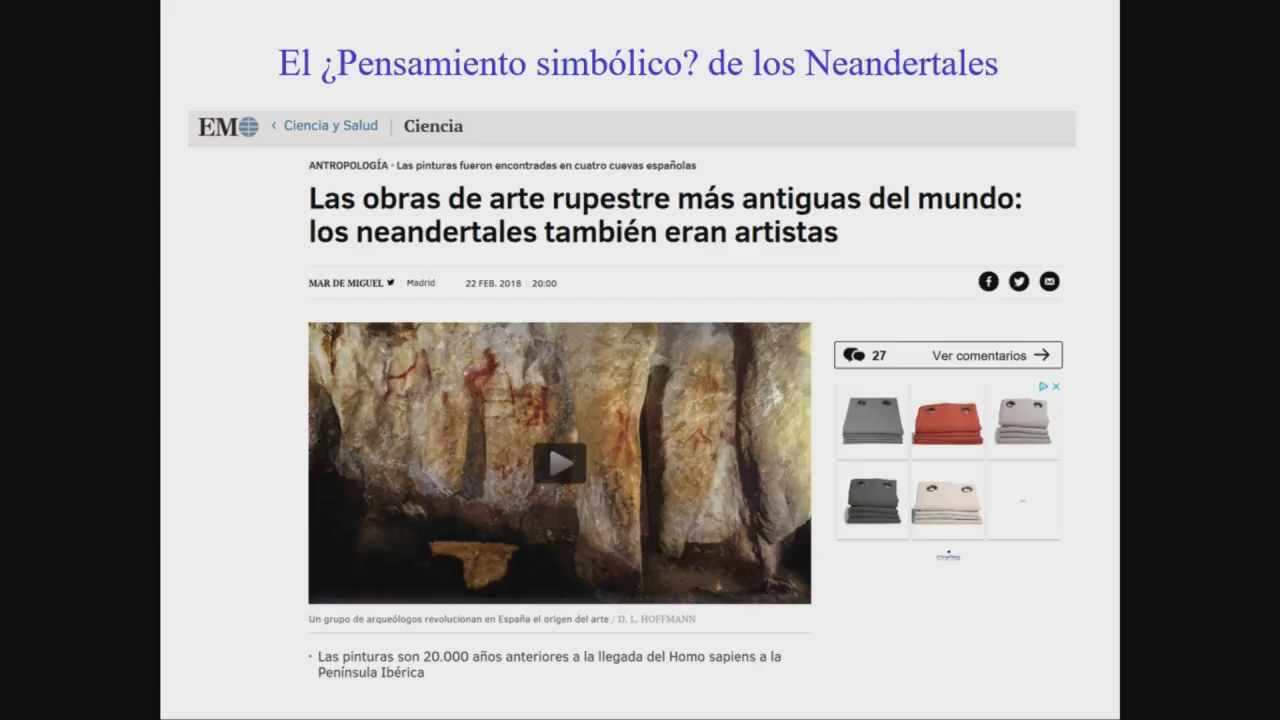 El ¿Pensamiento simbólico? de los Neandertales
EM ‹ Ciencia y Salud | Ciencia
ANTROPOLOGÍA · Las pinturas fueron encontradas en cuatro cuevas españolas
Las obras de arte rupestre más antiguas del mundo:
los neandertales también eran artistas
MAR DE MIGUEL Madrid 22 FEB. 2018 20:00
27 Ver comentarios
Un grupo de arqueólogos revolucionan en España el origen del arte / D. L. HOFFMANN
· Las pinturas son 20.000 años anteriores a la llegada del Homo sapiens a la
Península Ibérica